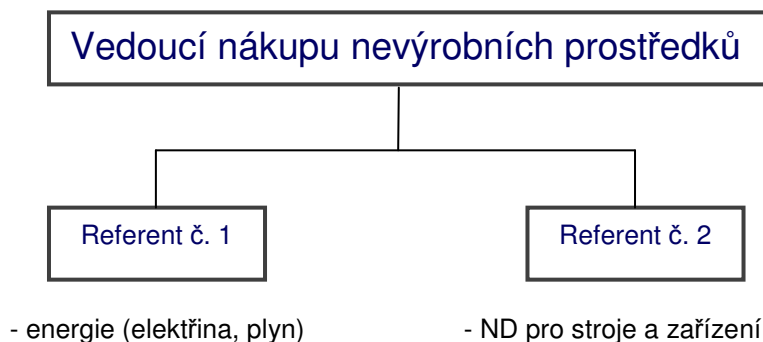 Vedoucí nákupu nevýrobních prostředků
Referent č. 1
Referent č. 2
- energie (elektřina, plyn)
- ND pro stroje a zařízení